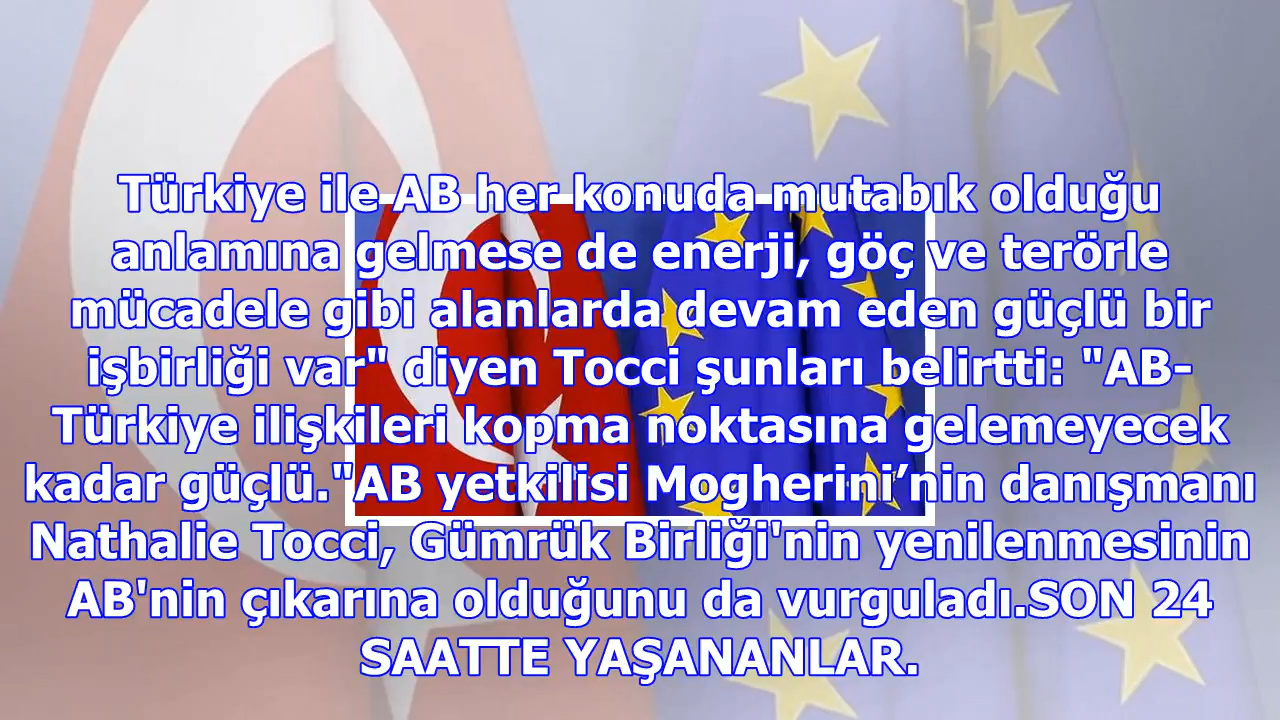 Türkiye ile AB her konuda mutabık olduğu
anlamına gelmese de enerji, göç ve terörle
mücadele gibi alanlarda devam eden güçlü bir
işbirliği var" diyen Tocci şunları belirtti: "AB-
Türkiye ilişkileri kopma noktasına gelemeyecek
kadar güçlü."AB yetkilisi Mogherini’nin danışmanı
Nathalie Tocci, Gümrük Birliği'nin yenilenmesinin
AB'nin çıkarına olduğunu da vurguladı.SON 24
SAATTE YAŞANANLAR.